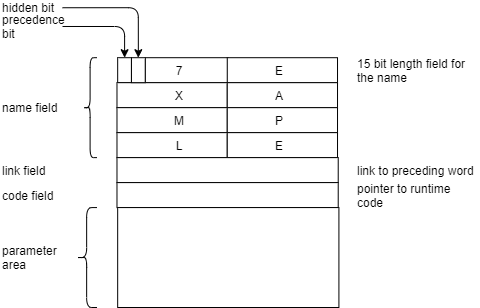 hidden bit
precedence
bit
7 E
15 bit length field for
the name
X A
name field
M P
L E
link field
link to preceding word
code field
pointer to runtime
code
parameter
area